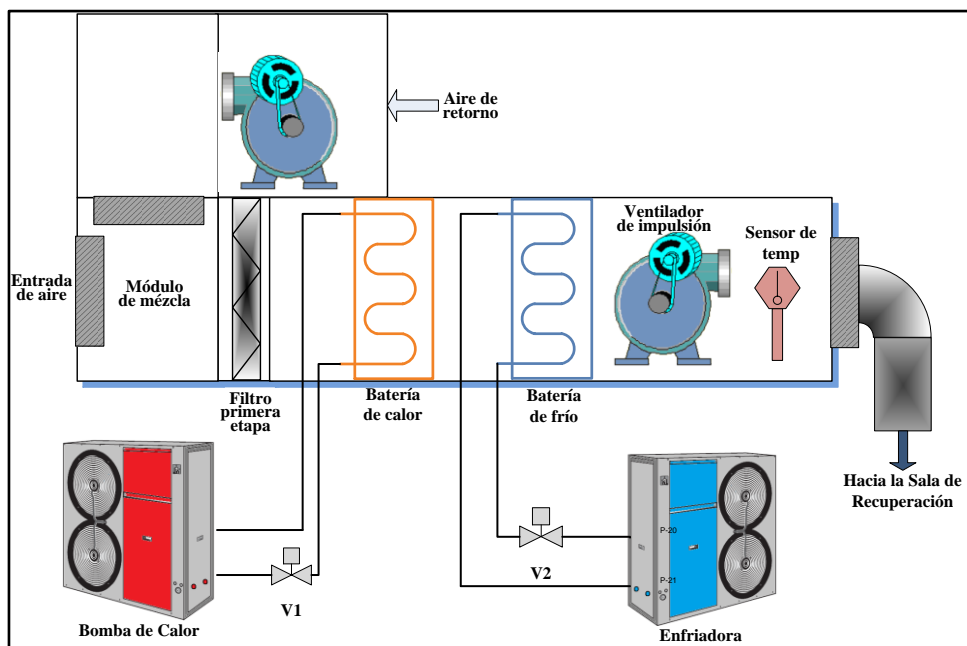 Aire de
retorno
Entrada
de aire
Módulo
de mézcla
Ventilador
de impulsión
Sensor de
temp
Filtro
primera
etapa
Batería
de calor
Batería
de frío
Hacia la Sala de
Recuperación
P-20
P-21
V1
V2
Bomba de Calor
Enfriadora